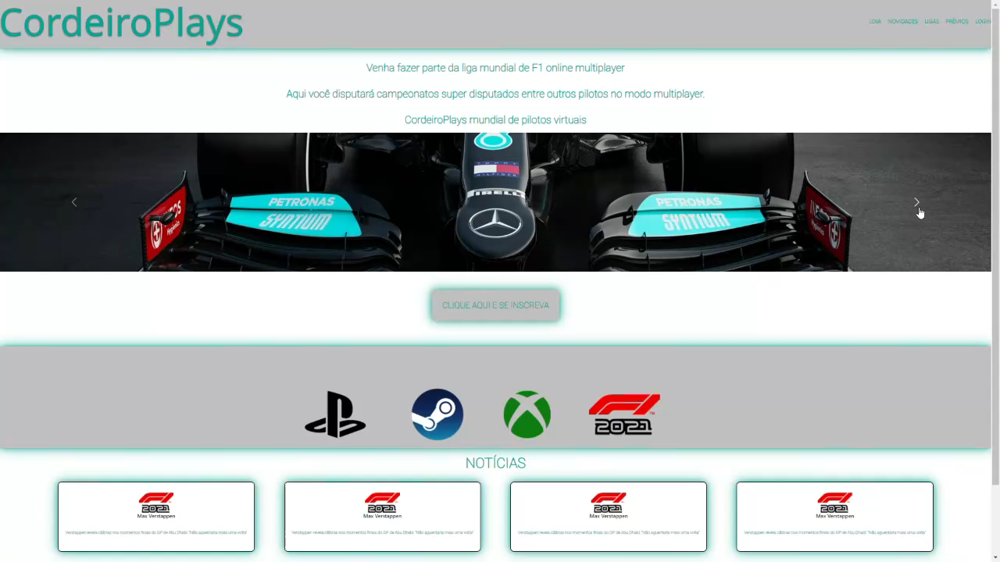 CordeiroPlays
LOJA NOVIDADES LIGAS PRÊMIOS LOGIN
Venha fazer parte da liga mundial de F1 online multiplayer
Aqui você disputará campeonatos super disputados entre outros pilotos no modo multiplayer.
CordeiroPlays mundial de pilotos virtuais
TOMMY HILFIGER
PIRELLI
PETRONAS PETRONAS
SYNTIUM SYNTIUM
INEOS INEOS
Hygienics Hygienics
CLIQUE AQUI E SE INSCREVA
2021
NOTÍCIAS
2021 2021 2021 2021
Max Verstappen Max Verstappen Max Verstappen Max Verstappen
Verstappen revela cãibras nos momentos finais do GP de Abu Dhabi: "Não aguentaria mais uma volta"
Verstappen revela cãibras nos momentos finais do GP de Abu Dhabi: "Não aguentaria mais uma volta"
Verstappen revela cãibras nos momentos finais do GP de Abu Dhabi: "Não aguentaria mais uma volta"
Verstappen revela cãibras nos momentos finais do GP de Abu Dhabi: "Não aguentaria mais uma volta"